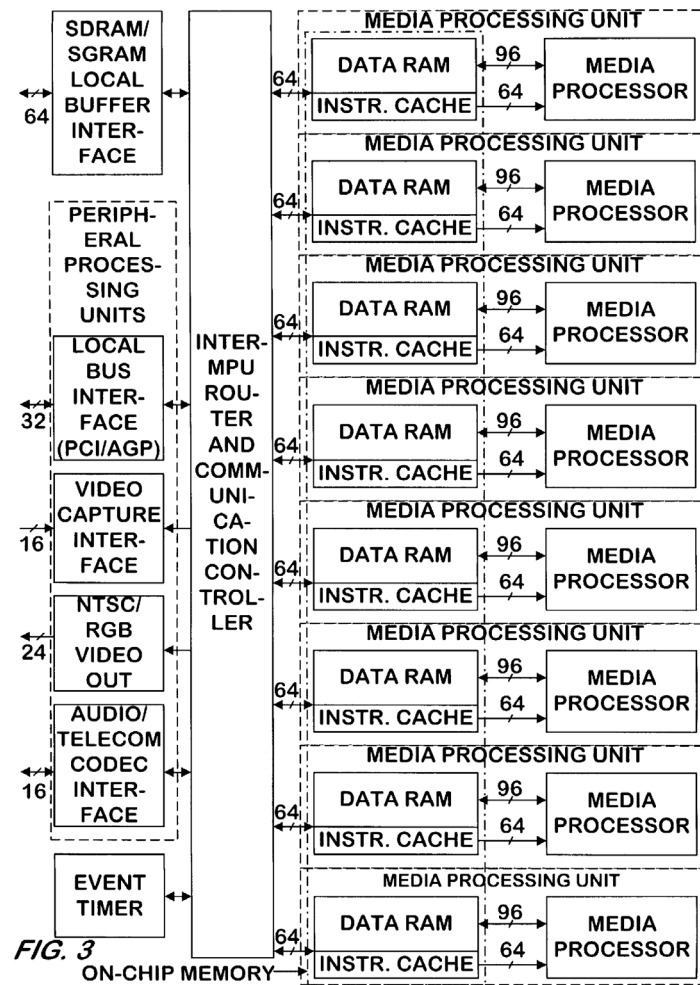 SDRAM/
SGRAM
LOCAL
BUFFER
INTER-
FACE
64
PERIPH-
ERAL
PROCES-
SING
UNITS
LOCAL
BUS
INTER-
FACE
(PCI/AGP)
32
VIDEO
CAPTURE
INTER-
FACE
16
NTSC/
RGB
VIDEO
OUT
24
AUDIO/
TELECOM
CODEC
INTER-
FACE
16
EVENT
TIMER
INTER-
MPU
ROU-
TER
AND
COMM-
UNI-
CA-
TION
CON-
TROL-
LER
MEDIA PROCESSING UNIT
64
DATA RAM
INSTR. CACHE
96
64
MEDIA
PROCESSOR
MEDIA PROCESSING UNIT
64
DATA RAM
INSTR. CACHE
96
64
MEDIA
PROCESSOR
MEDIA PROCESSING UNIT
64
DATA RAM
INSTR. CACHE
96
64
MEDIA
PROCESSOR
MEDIA PROCESSING UNIT
64
DATA RAM
INSTR. CACHE
96
64
MEDIA
PROCESSOR
MEDIA PROCESSING UNIT
64
DATA RAM
INSTR. CACHE
96
64
MEDIA
PROCESSOR
MEDIA PROCESSING UNIT
64
DATA RAM
INSTR. CACHE
96
64
MEDIA
PROCESSOR
MEDIA PROCESSING UNIT
64
DATA RAM
INSTR. CACHE
96
64
MEDIA
PROCESSOR
MEDIA PROCESSING UNIT
64
DATA RAM
INSTR. CACHE
96
64
MEDIA
PROCESSOR
FIG. 3
ON-CHIP MEMORY